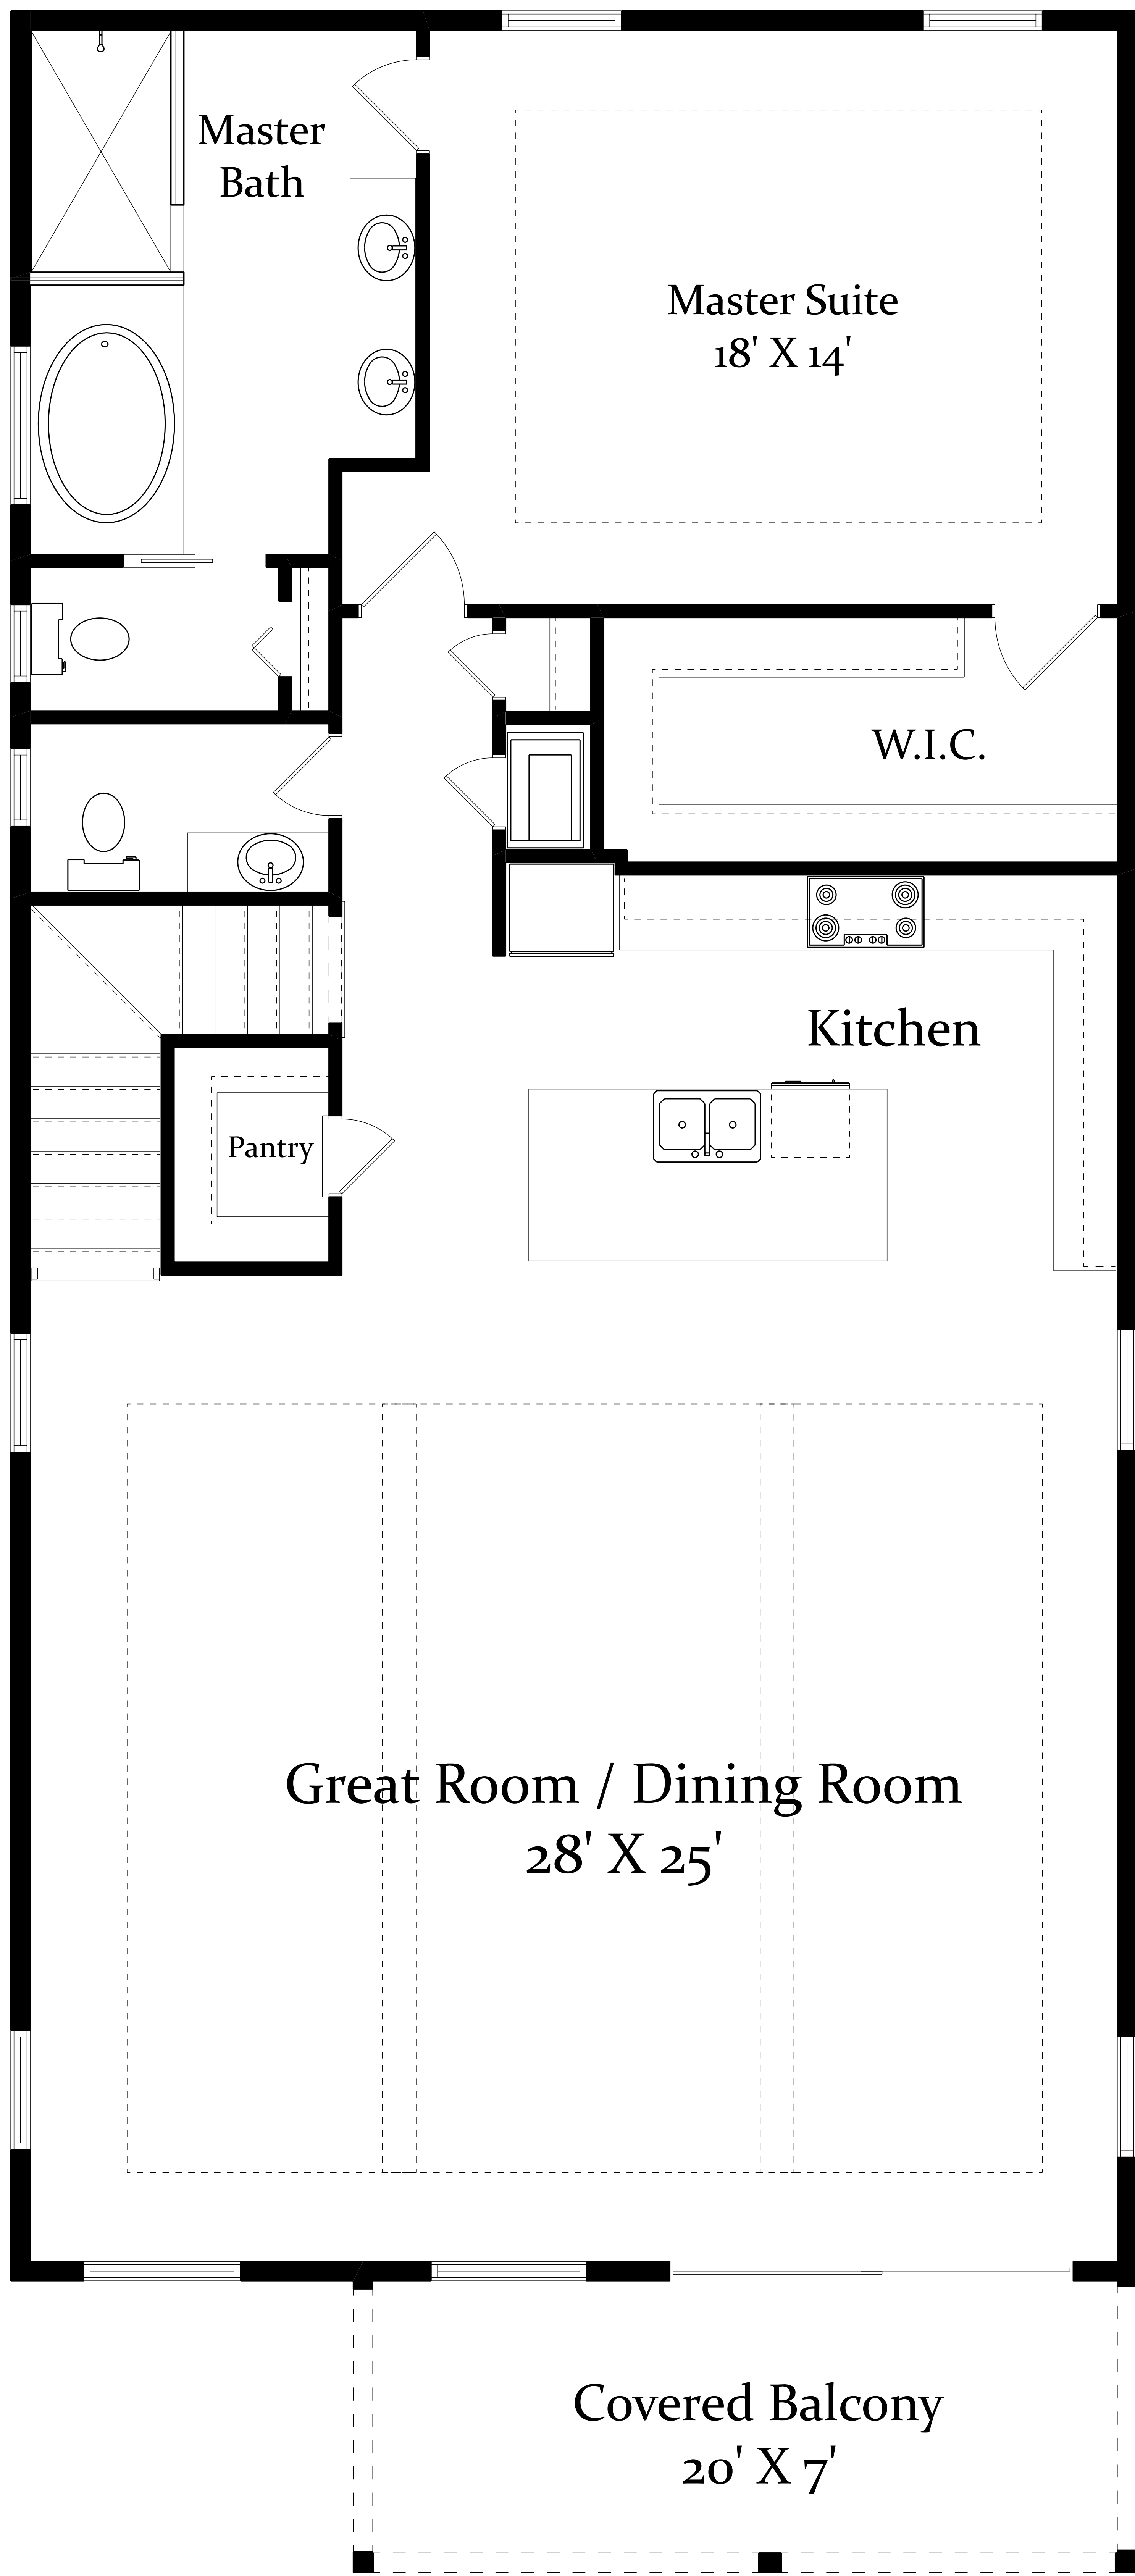 Master
Bath
Master Suite
18' X 14'
W.I.C.
Kitchen
Pantry
Great Room / Dining Room
28' X 25'
Covered Balcony
20' X 7'